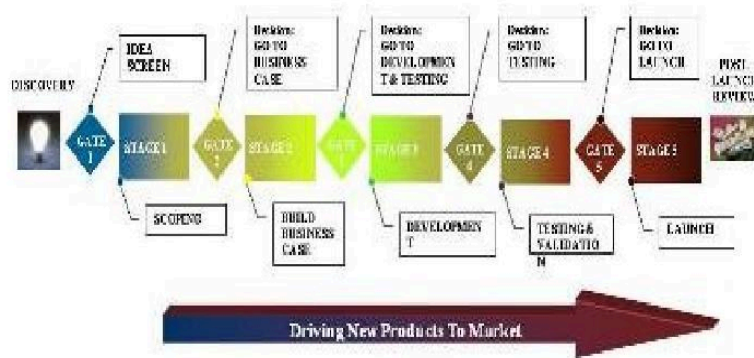 Decision:
GO TO
BUSINESS
CASE
Decision:
GO TO
DEVELOPMEN
T & TESTING
Decision:
GO TO
TESTING
Decision:
GO TO
LAUNCH
IDEA
SCREEN
DISCOVERY
POST
LAUNCH
REVIEW
GATE
1
STAGE 1
GATE
2
STAGE 2
GATE
STAGE 3
GATE
4
STAGE 4
GATE
5
STAGE 5
SCOPING
BUILD
BUSINESS
CASE
DEVELOPMEN
T
TESTING &
VALIDATIO
N
LAUNCH
Driving New Products To Market